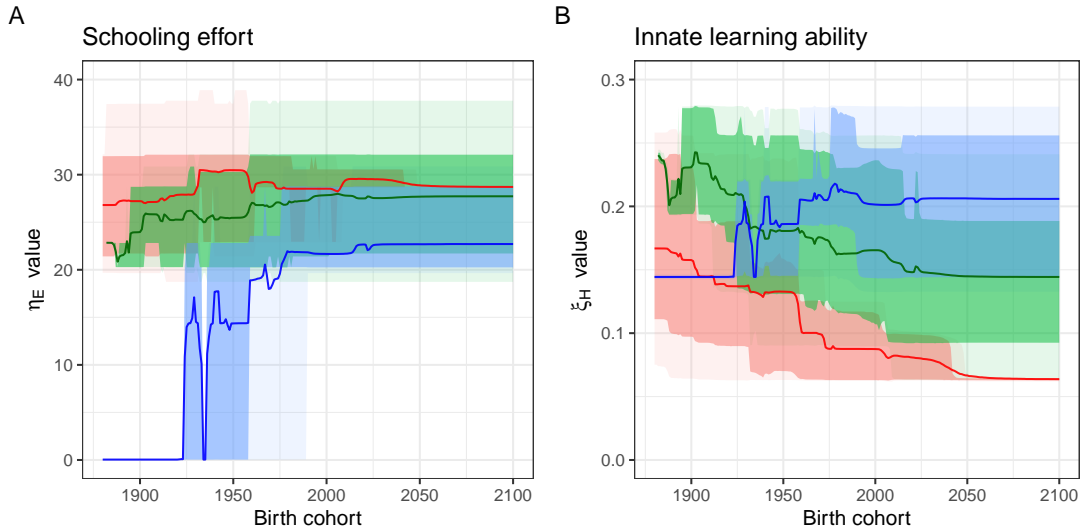 A
Schooling effort
40
30
20
10
0
η_E value
1900
1950
2000
2050
2100
Birth cohort
B
Innate learning ability
0.3
0.2
0.1
0.0
ξ_H value
1900
1950
2000
2050
2100
Birth cohort